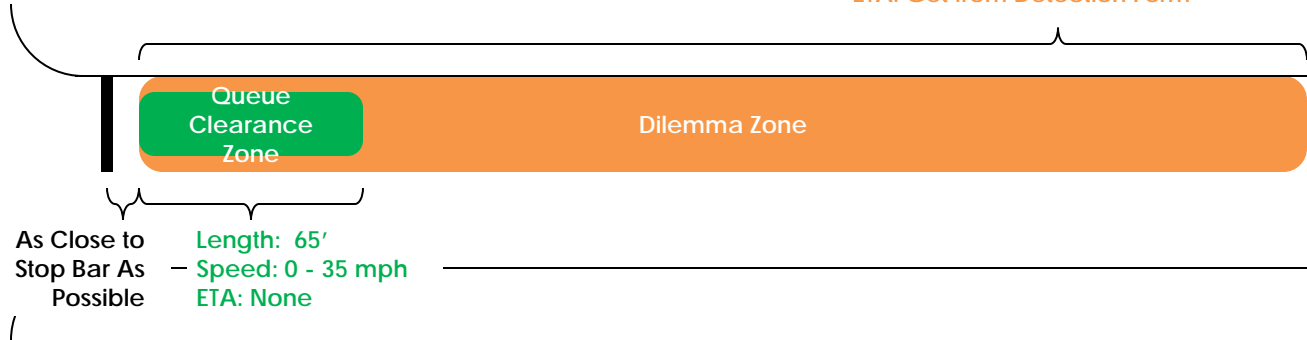 Queue
Clearance
Zone
Dilemma Zone
As Close to
Stop Bar As
Possible
Length:  65’
Speed: 0 - 35 mph
ETA: None